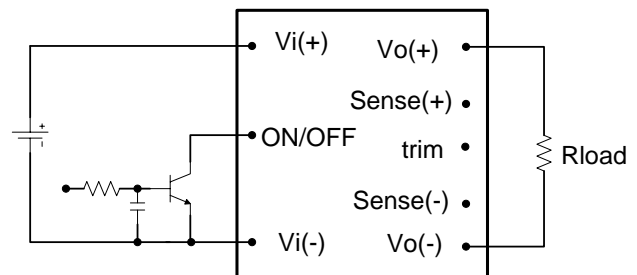 Vi(+)
Vo(+)
Sense(+)
ON/OFF
trim
Rload
Sense(-)
Vi(-)
Vo(-)
+
-